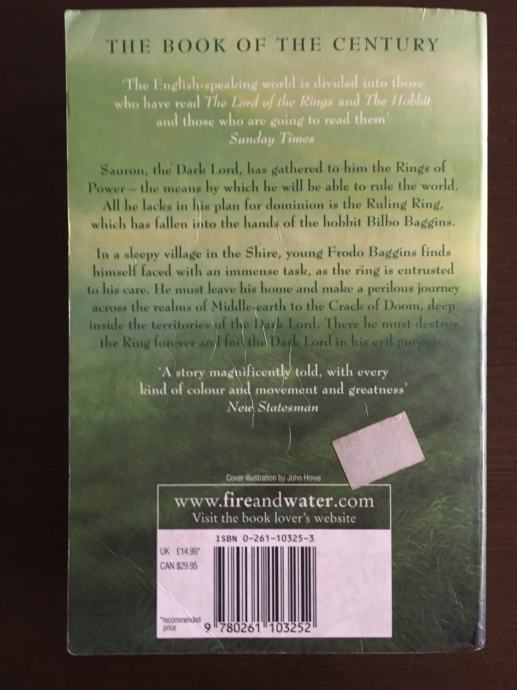 THE BOOK OF THE CENTURY
'The English-speaking world is divided into those
who have read The Lord of the Rings and The Hobbit
and those who are going to read them'
Sunday Times
Sauron, the Dark Lord, has gathered to him the Rings of
Power – the means by which he will be able to rule the world.
All he lacks in his plan for dominion is the Ruling Ring,
which has fallen into the hands of the hobbit Bilbo Baggins.
In a sleepy village in the Shire, young Frodo Baggins finds
himself faced with an immense task, as the ring is entrusted
to his care. He must leave his home and make a perilous journey
across the realms of Middle-earth to the Crack of Doom, deep
inside the territories of the Dark Lord. There he must destroy
the Ring forever and foil the Dark Lord in his evil purpose.
'A story magnificently told, with every
kind of colour and movement and greatness'
New Statesman
Cover illustration by John Howe
www.fireandwater.com
Visit the book lover's website
ISBN 0-261-10325-3
UK £14.99*
CAN $29.95
*recommended
price
9 780261 103252